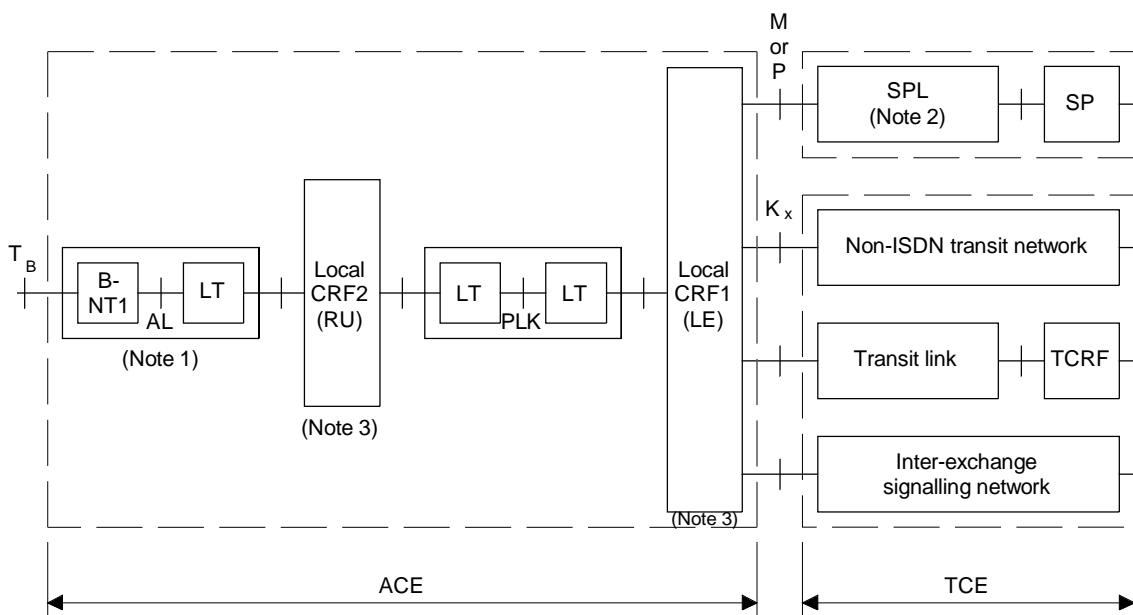 M
or
P
SPL
(Note 2)
SP
T B
B-
NT1
AL
LT
(Note 1)
Local
CRF2
(RU)
(Note 3)
LT
PLK
LT
Local
CRF1
(LE)
(Note 3)
K x
Non-ISDN transit network
Transit link
TCRF
Inter-exchange
signalling network
ACE
TCE